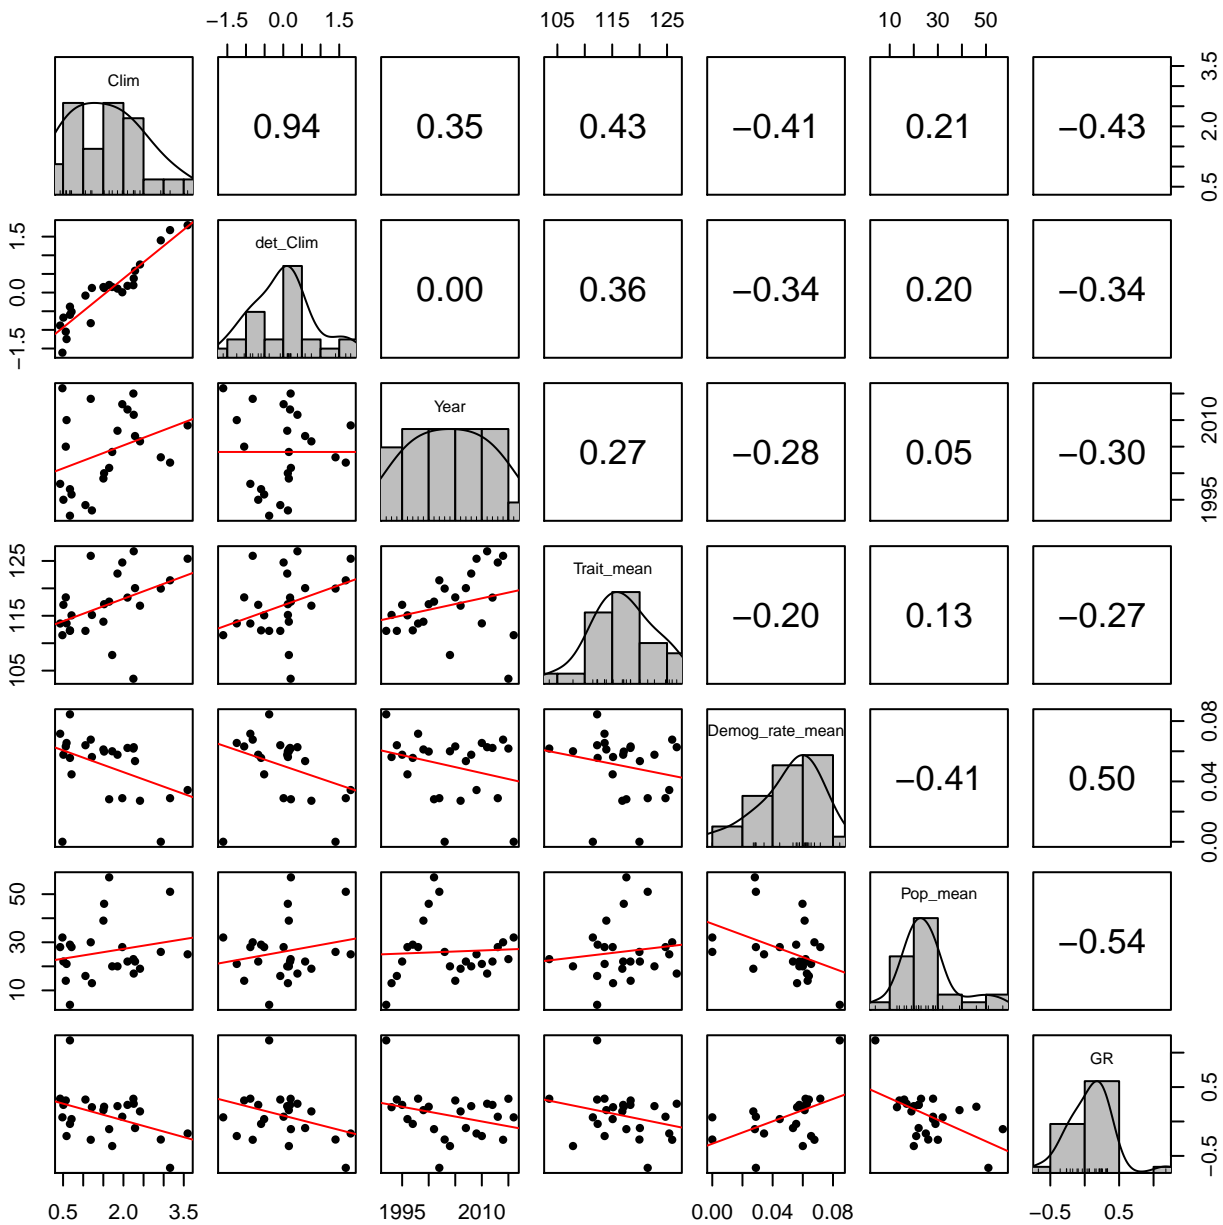 −1.5 0.0 1.5 105 115 125 10 30 50
Clim 0.94 0.35 0.43 −0.41 0.21 −0.43 0.5 2.0 3.5
−1.5 0.0 1.5 det_Clim 0.00 0.36 −0.34 0.20 −0.34
Year 0.27 −0.28 0.05 −0.30 1995 2010
105 115 125 Trait_mean −0.20 0.13 −0.27
Demog_rate_mean −0.41 0.50 0.00 0.04 0.08
10 30 50 Pop_mean −0.54
GR −0.5 0.5
0.5 2.0 3.5 1995 2010 0.00 0.04 0.08 −0.5 0.5